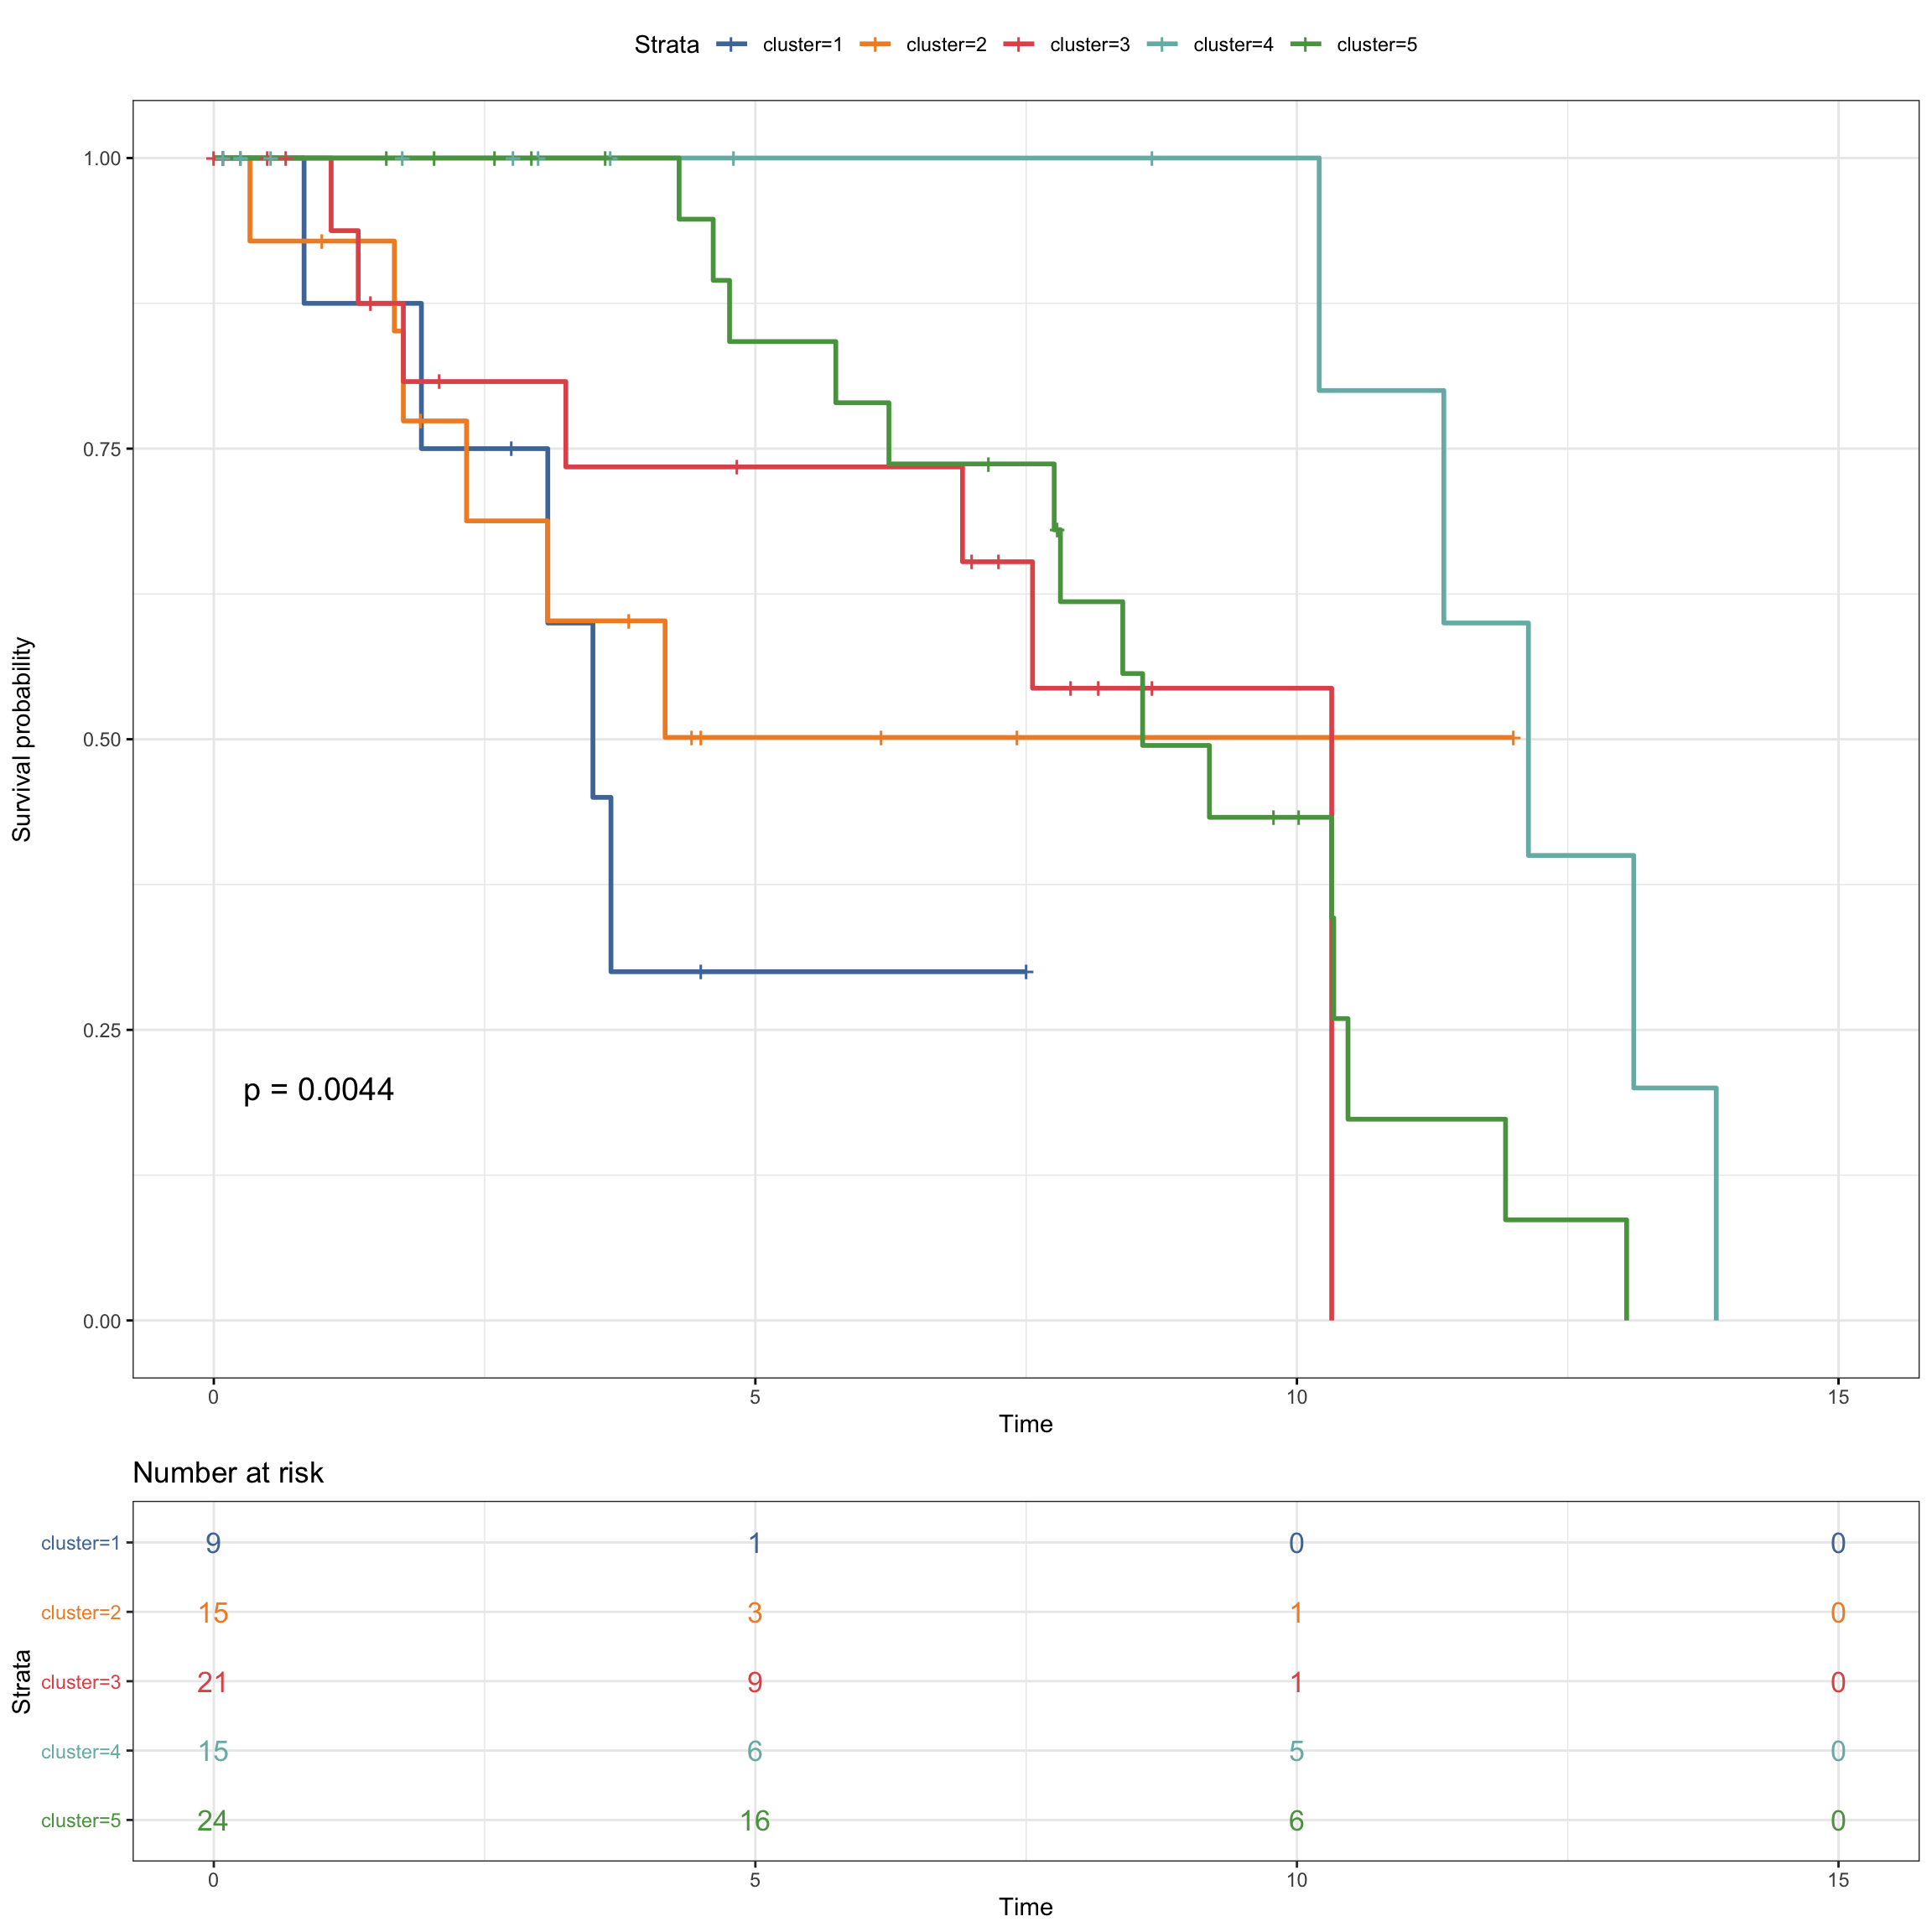 Strata cluster=1 cluster=2 cluster=3 cluster=4 cluster=5
1.00
0.75
0.50
0.25
0.00
Survival probability
p = 0.0044
0 5 10 15
Time
Number at risk
Strata
cluster=1 9 1 0 0
cluster=2 15 3 1 0
cluster=3 21 9 1 0
cluster=4 15 6 5 0
cluster=5 24 16 6 0
0 5 10 15
Time